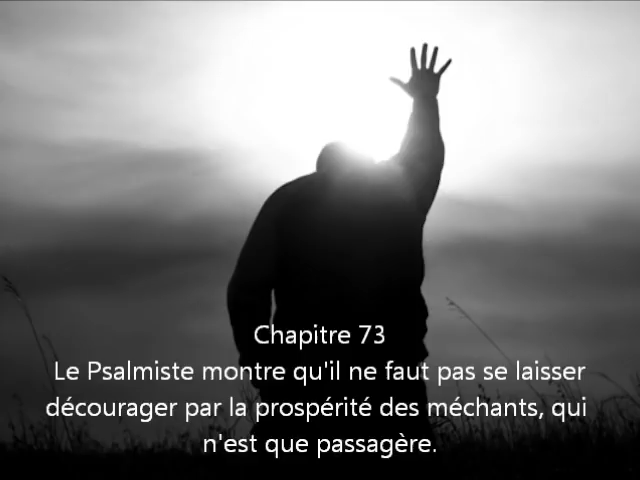 Chapitre 73
Le Psalmiste montre qu'il ne faut pas se laisser
décourager par la prospérité des méchants, qui
n'est que passagère.